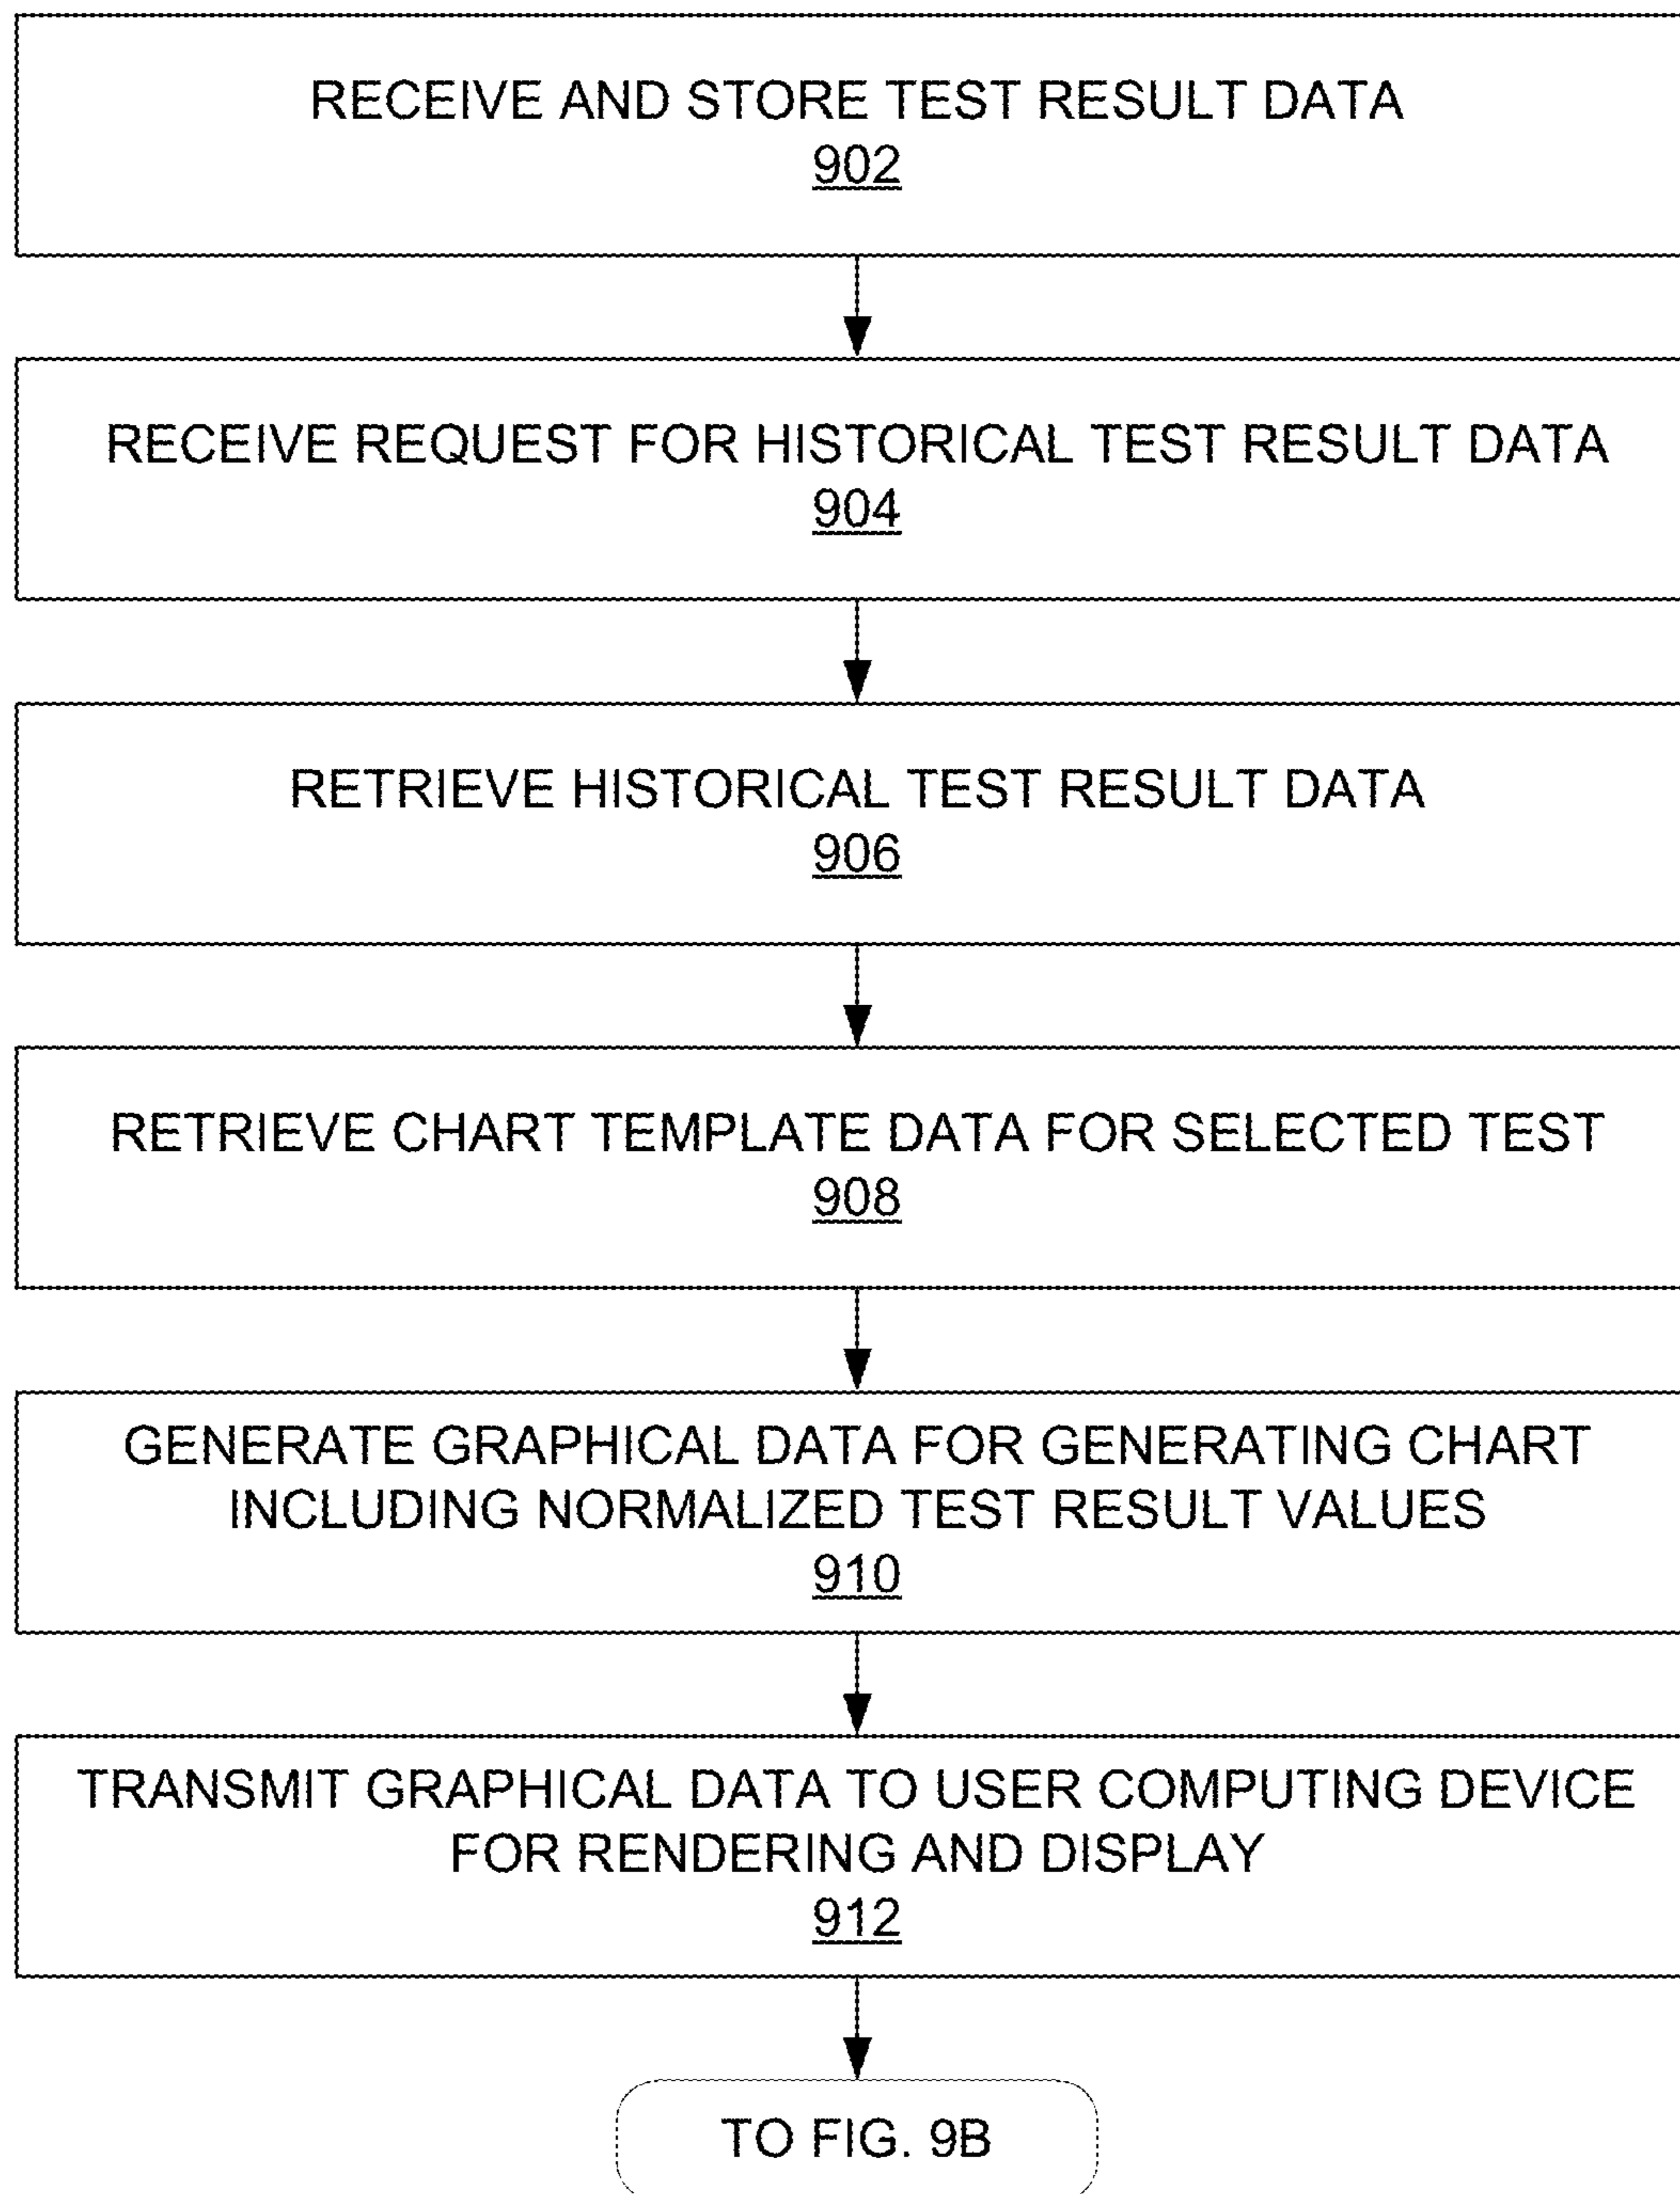 RECEIVE AND STORE TEST RESULT DATA
902
RECEIVE REQUEST FOR HISTORICAL TEST RESULT DATA
904
RETRIEVE HISTORICAL TEST RESULT DATA
906
RETRIEVE CHART TEMPLATE DATA FOR SELECTED TEST
908
GENERATE GRAPHICAL DATA FOR GENERATING CHART
INCLUDING NORMALIZED TEST RESULT VALUES
910
TRANSMIT GRAPHICAL DATA TO USER COMPUTING DEVICE
FOR RENDERING AND DISPLAY
912
TO FIG. 9B